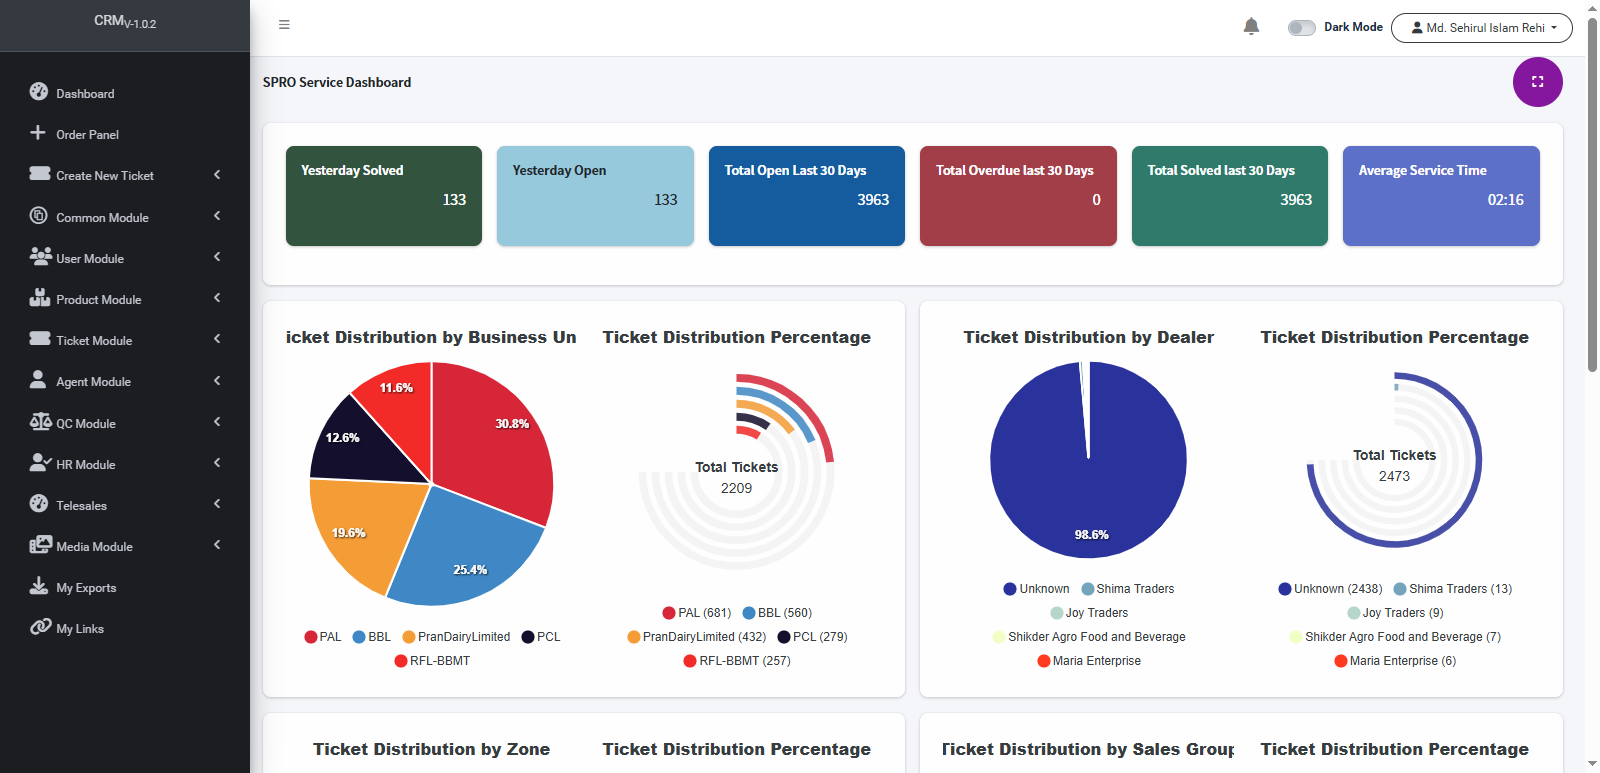 CRMV-1.0.2
Dark Mode
Md. Sehirul Islam Rehi
Dashboard
Order Panel
Create New Ticket
Common Module
User Module
Product Module
Ticket Module
Agent Module
QC Module
HR Module
Telesales
Media Module
My Exports
My Links
SPRO Service Dashboard
Yesterday Solved
133
Yesterday Open
133
Total Open Last 30 Days
3963
Total Overdue last 30 Days
0
Total Solved last 30 Days
3963
Average Service Time
02:16
icket Distribution by Business Un
30.8%
25.4%
19.6%
12.6%
11.6%
PAL BBL PranDairyLimited PCL
RFL-BBMT
Ticket Distribution Percentage
Total Tickets
2209
PAL (681) BBL (560)
PranDairyLimited (432) PCL (279)
RFL-BBMT (257)
Ticket Distribution by Dealer
98.6%
Unknown Shima Traders
Joy Traders
Shikder Agro Food and Beverage
Maria Enterprise
Ticket Distribution Percentage
Total Tickets
2473
Unknown (2438) Shima Traders (13)
Joy Traders (9)
Shikder Agro Food and Beverage (7)
Maria Enterprise (6)
Ticket Distribution by Zone
Ticket Distribution Percentage
Ticket Distribution by Sales Group
Ticket Distribution Percentage